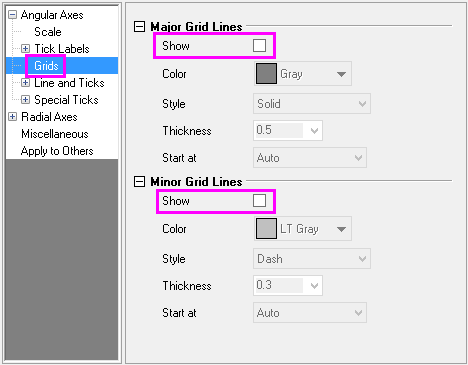 Angular Axes
Scale
Tick Labels
Grids
Line and Ticks
Special Ticks
Radial Axes
Miscellaneous
Apply to Others
Major Grid Lines
Show
Color Gray
Style Solid
Thickness 0.5
Start at Auto
Minor Grid Lines
Show
Color LT Gray
Style Dash
Thickness 0.3
Start at Auto